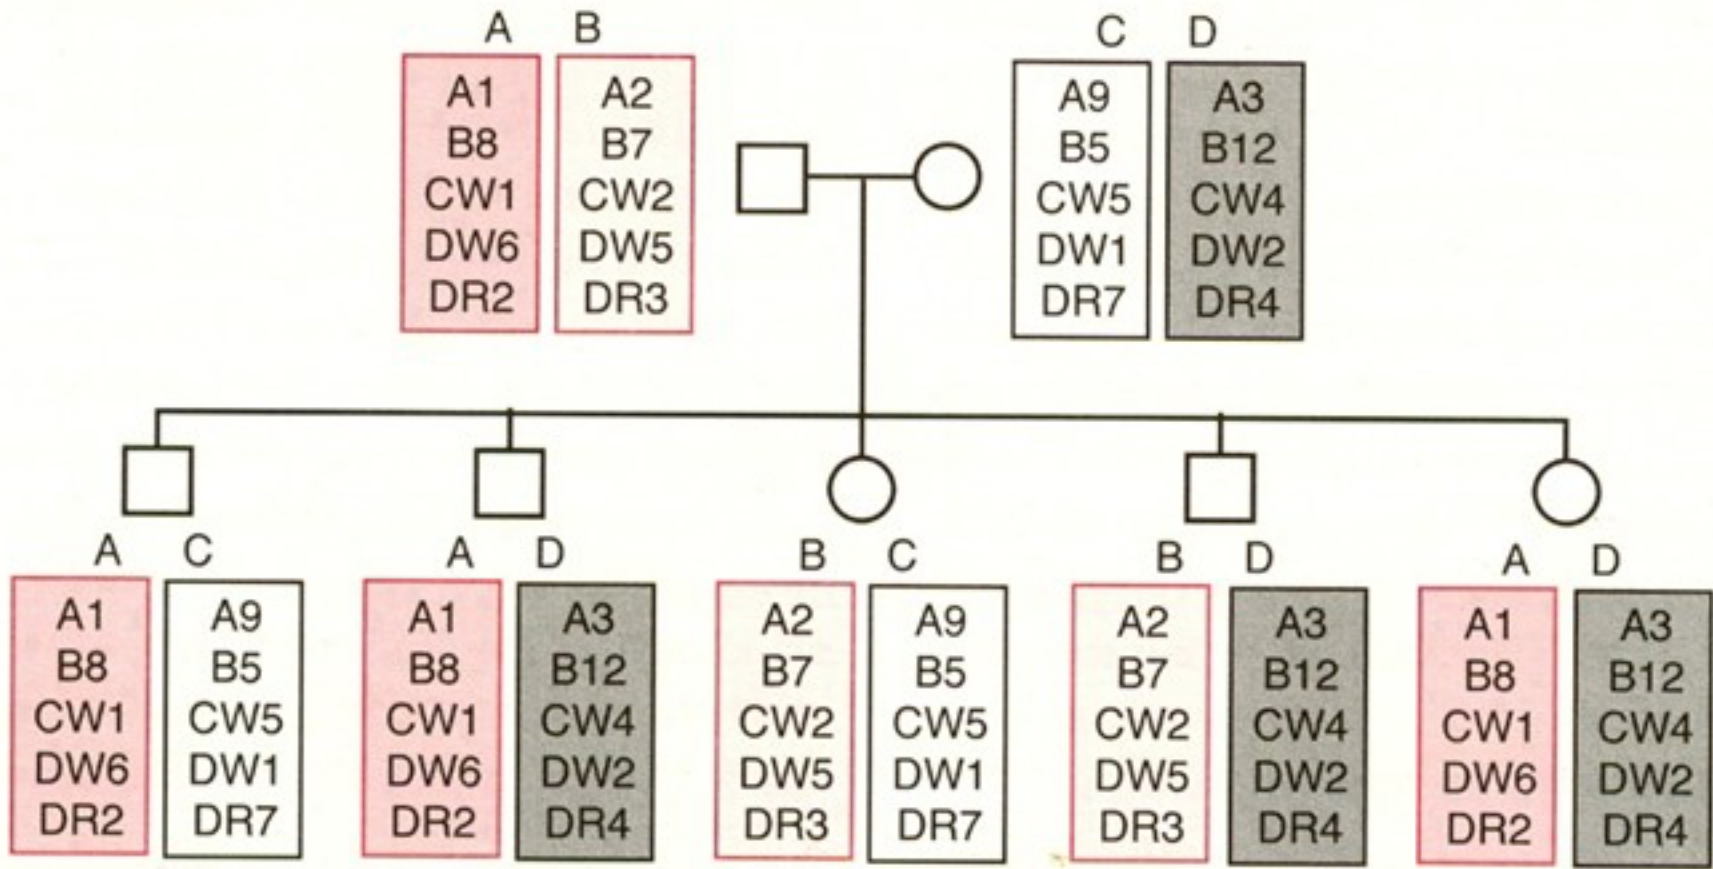 A B
A1
B8
CW1
DW6
DR2
A2
B7
CW2
DW5
DR3
C D
A9
B5
CW5
DW1
DR7
A3
B12
CW4
DW2
DR4
A C
A1
B8
CW1
DW6
DR2
A9
B5
CW5
DW1
DR7
A D
A1
B8
CW1
DW6
DR2
A3
B12
CW4
DW2
DR4
B C
A2
B7
CW2
DW5
DR3
A9
B5
CW5
DW1
DR7
B D
A2
B7
CW2
DW5
DR3
A3
B12
CW4
DW2
DR4
A D
A1
B8
CW1
DW6
DR2
A3
B12
CW4
DW2
DR4